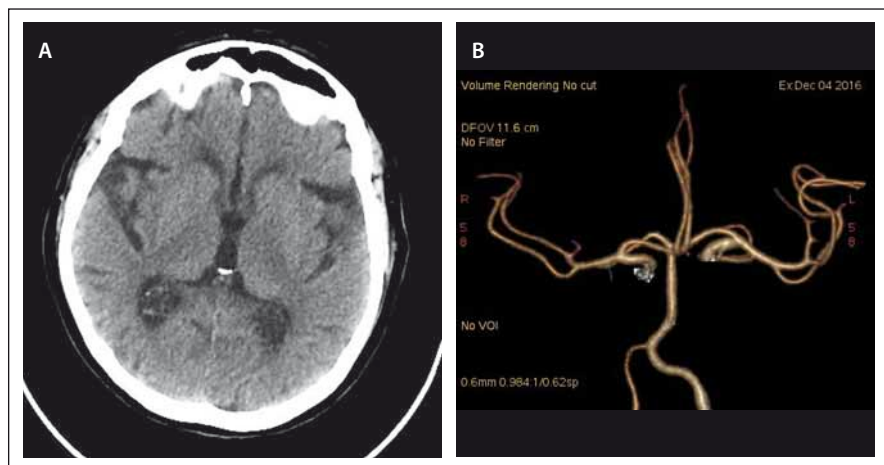 A
B
Volume Rendering No cut
Ex:Dec 04 2016
DFOV 11.6 cm
No Filter
R
L
5
8
5
8
No VOI
0.6mm 0.984:1/0.62sp